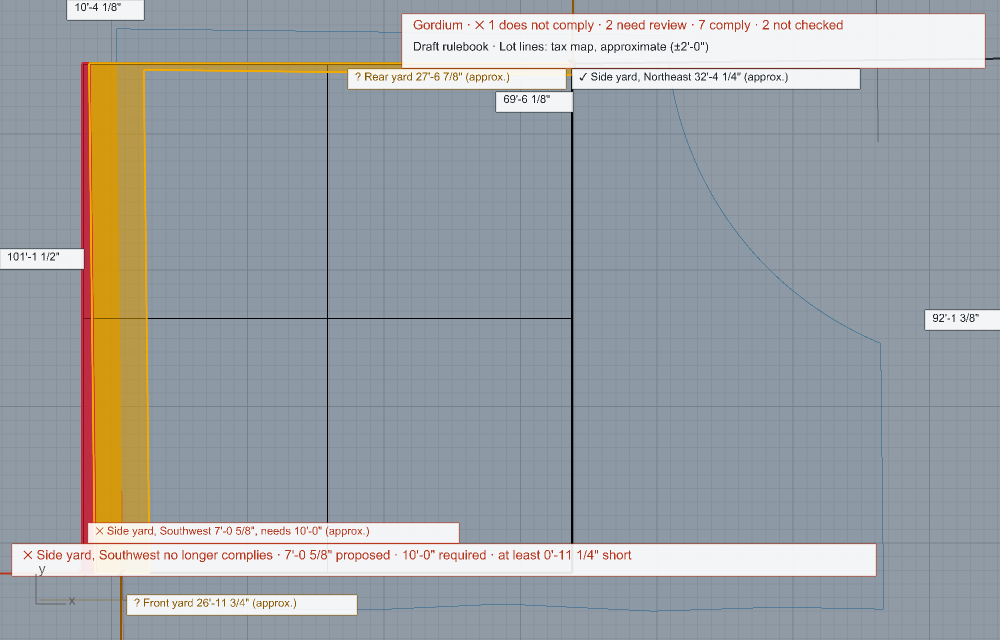 10'-4 1/8"
Gordium · ✕ 1 does not comply · 2 need review · 7 comply · 2 not checked
Draft rulebook · Lot lines: tax map, approximate (±2'-0")
? Rear yard 27'-6 7/8" (approx.)
✓ Side yard, Northeast 32'-4 1/4" (approx.)
69'-6 1/8"
101'-1 1/2"
92'-1 3/8"
✕ Side yard, Southwest 7'-0 5/8", needs 10'-0" (approx.)
✕ Side yard, Southwest no longer complies · 7'-0 5/8" proposed · 10'-0" required · at least 0'-11 1/4" short
y
x
? Front yard 26'-11 3/4" (approx.)